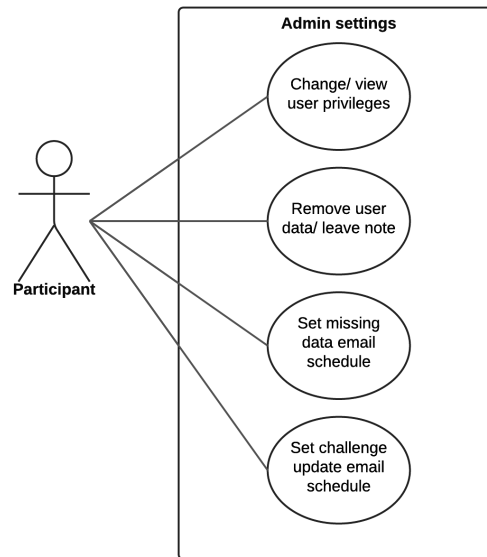 Admin settings
Change/ view
user privileges
Remove user
data/ leave note
Participant
Set missing
data email
schedule
Set challenge
update email
schedule